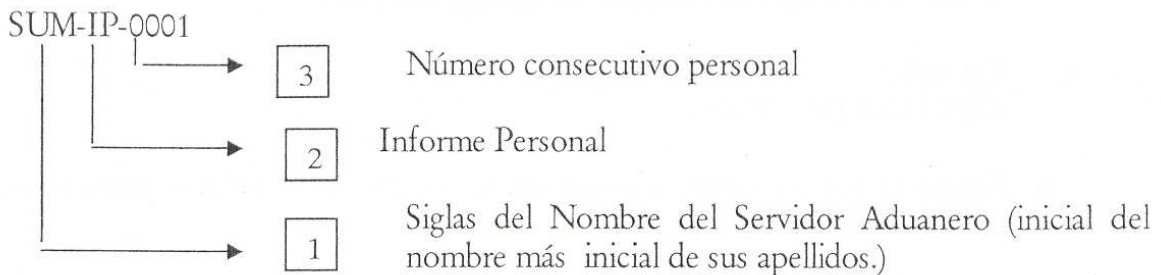 SUM-IP-0001
3 Número consecutivo personal
2 Informe Personal
1 Siglas del Nombre del Servidor Aduanero (inicial del
nombre más inicial de sus apellidos.)